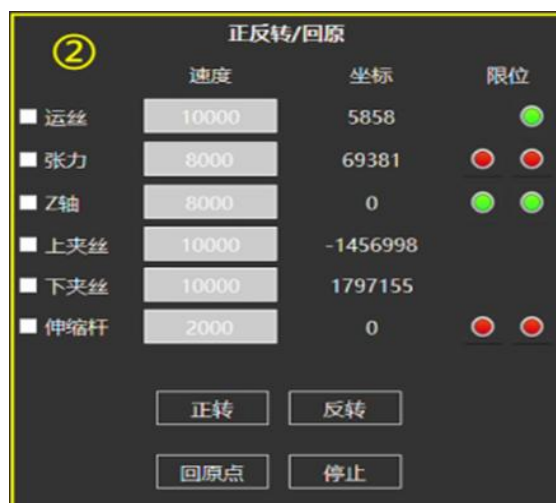 ② 正反转/回原
速度 坐标 限位
运丝 10000 5858
张力 8000 69381
Z轴 8000 0
上夹丝 10000 -1456998
下夹丝 10000 1797155
伸缩杆 2000 0
正转 反转
回原点 停止